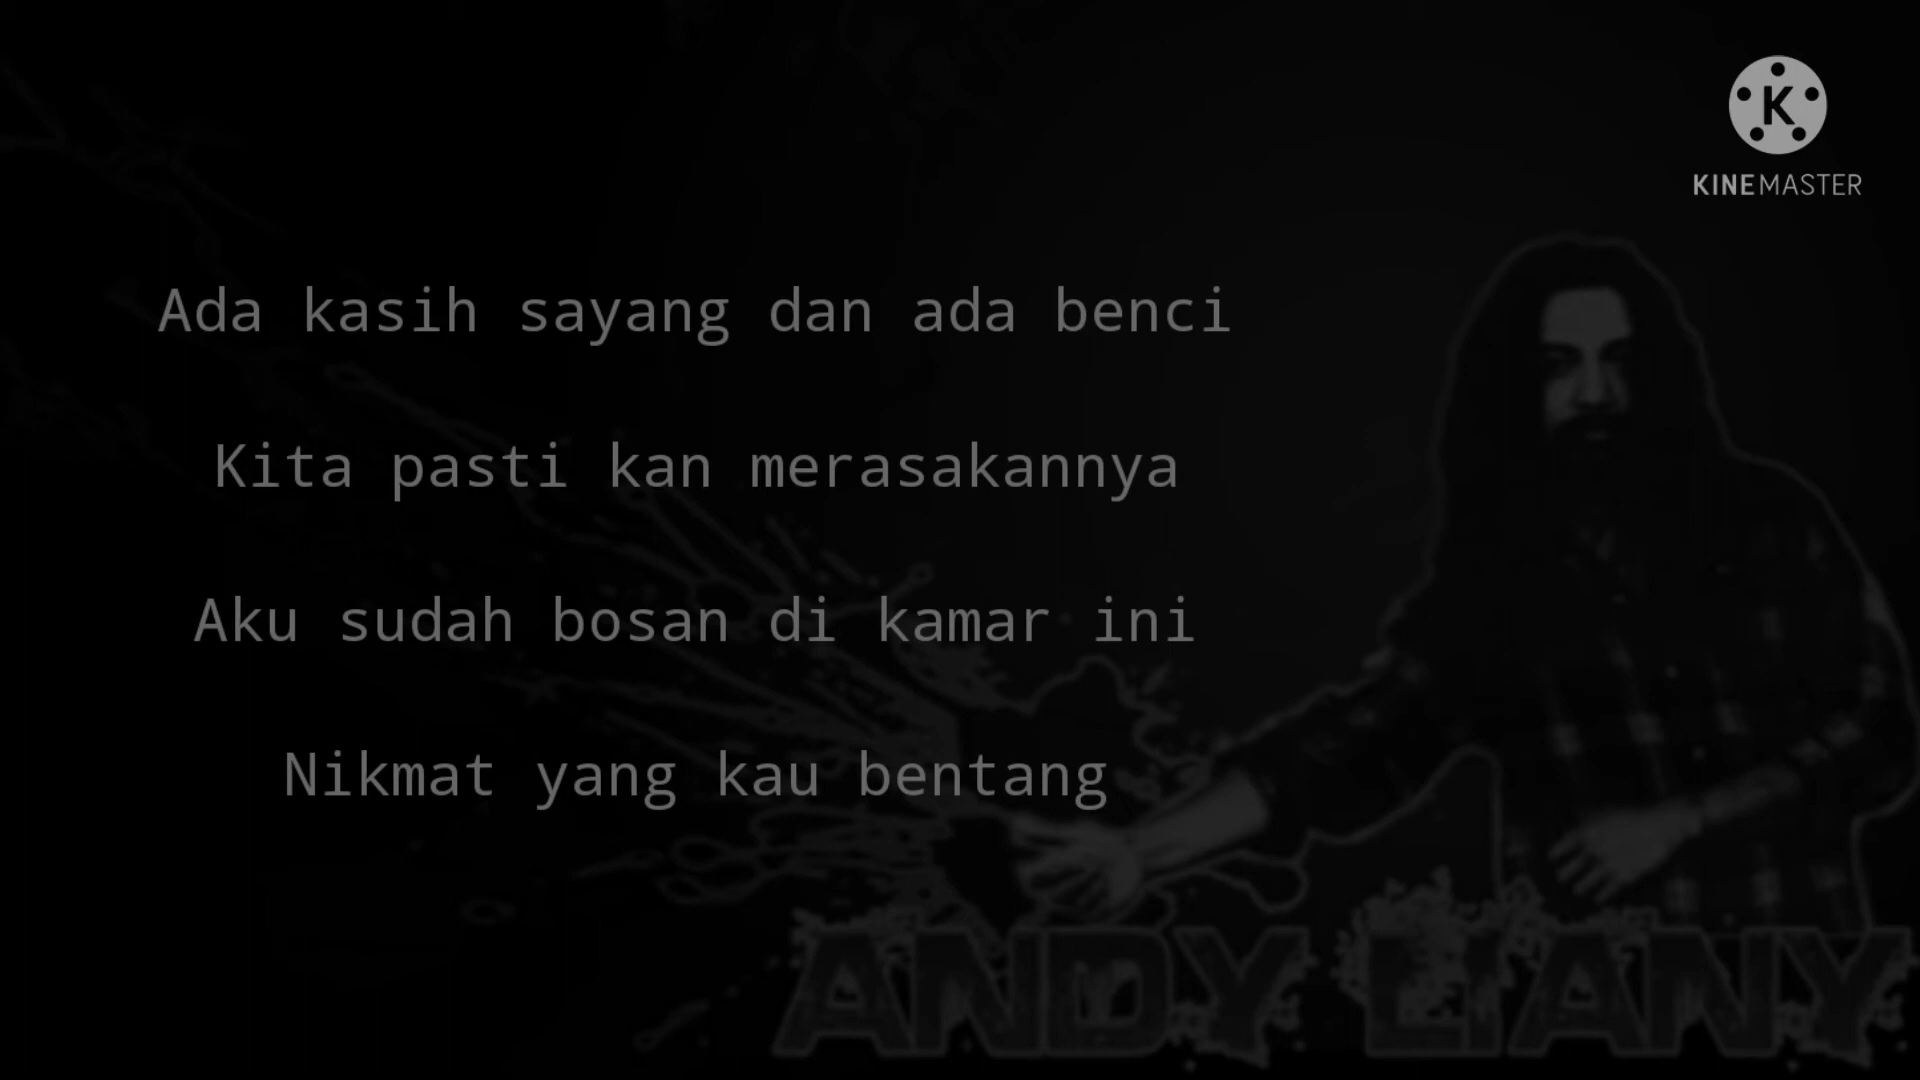 KINEMASTER
Ada kasih sayang dan ada benci
Kita pasti kan merasakannya
Aku sudah bosan di kamar ini
Nikmat yang kau bentang
ANDY LIANY